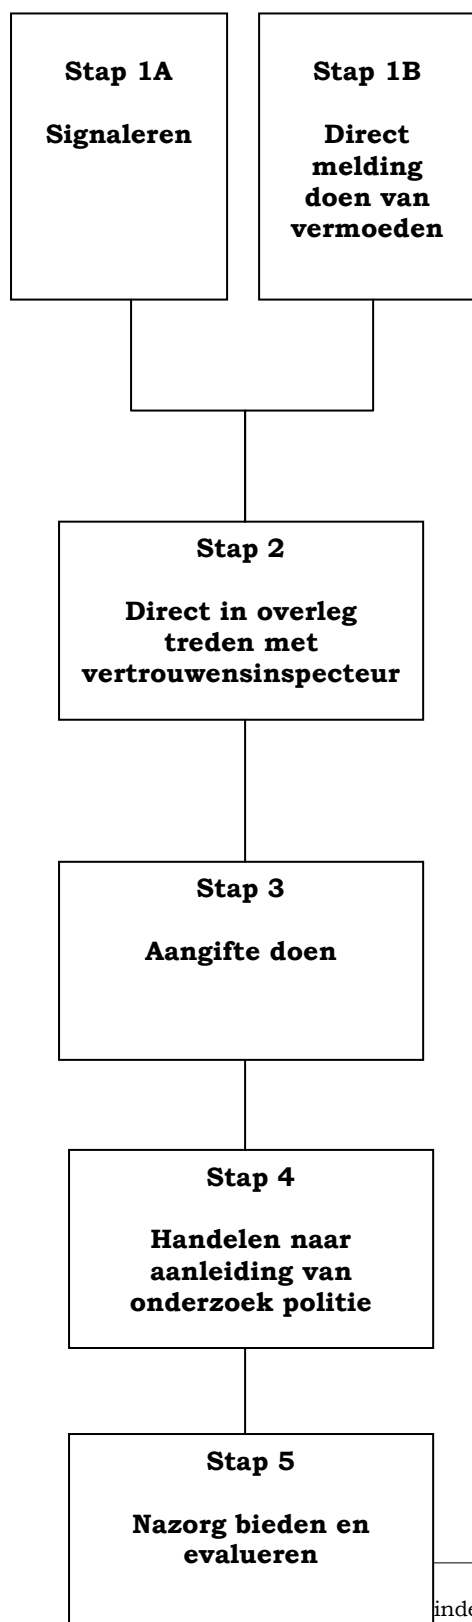 Stap 1A
Signaleren
Stap 1B
Direct
melding
doen van
vermoeden
Stap 2
Direct in overleg
treden met
vertrouwensinspecteur
Stap 3
Aangifte doen
Stap 4
Handelen naar
aanleiding van
onderzoek politie
Stap 5
Nazorg bieden en
evalueren